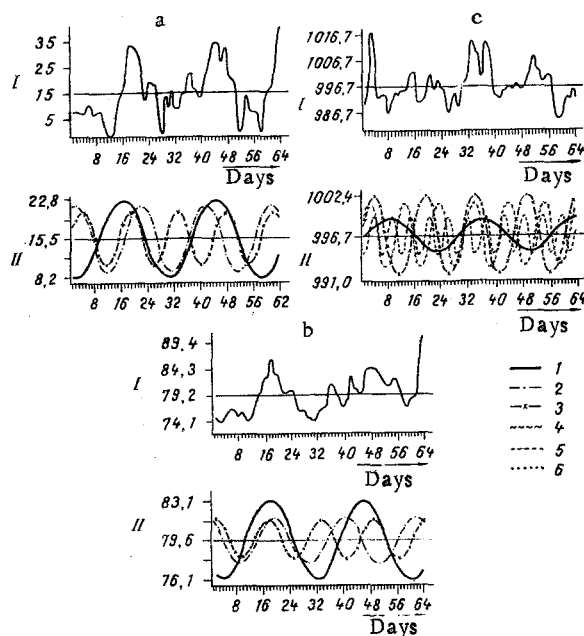 a
I
35
25
15
5
8 16 24 32 40 48 56 64
Days
II
22,8
15,5
8,2
8 16 24 32 40 48 56 62
c
I
1016,7
1006,7
996,7
986,7
8 16 24 32 40 48 56 64
Days
II
1002,4
996,7
991,0
8 16 24 32 40 48 56 64
Days
b
I
89,4
84,3
79,2
74,1
8 16 24 32 40 48 56 64
Days
II
83,1
79,6
76,1
8 16 24 32 40 48 56 64
Days
1
2
3
4
5
6